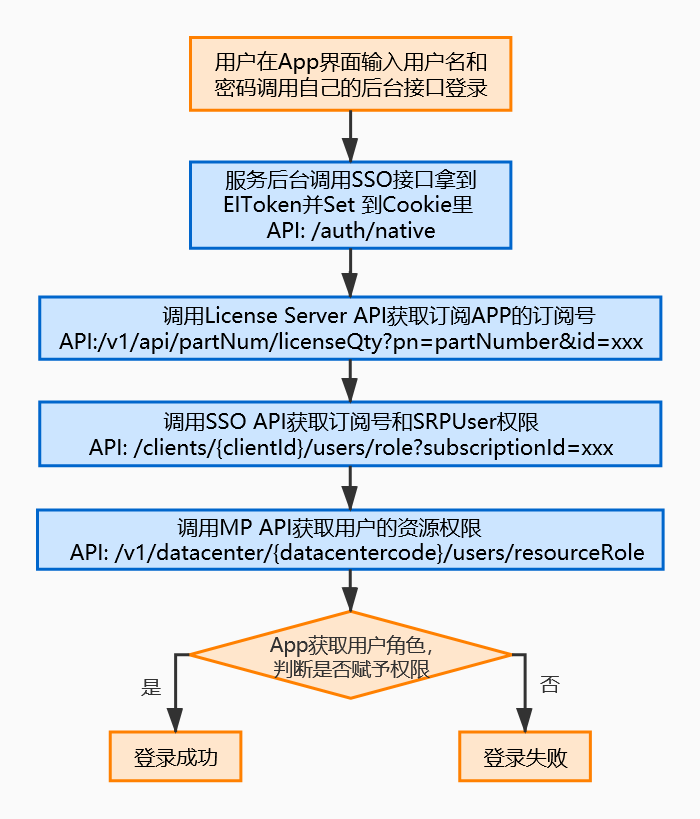 用户在App界面输入用户名和
密码调用自己的后台接口登录
服务后台调用SSO接口拿到
EIToken并Set 到Cookie里
API: /auth/native
调用License Server API获取订阅APP的订阅号
API:/v1/api/partNum/licenseQty?pn=partNumber&id=xxx
调用SSO API获取订阅号和SRPUser权限
API: /clients/{clientId}/users/role?subscriptionId=xxx
调用MP API获取用户的资源权限
API: /v1/datacenter/{datacentercode}/users/resourceRole
App获取用户角色，
判断是否赋予权限
是
否
登录成功
登录失败